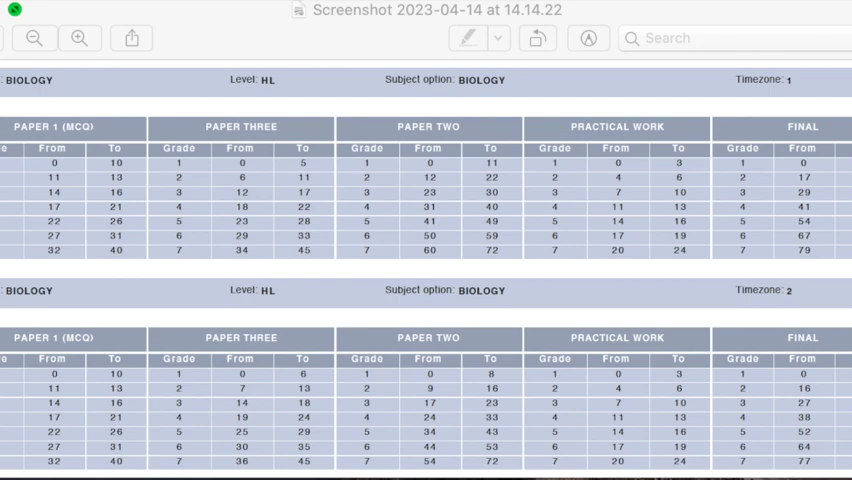 Screenshot 2023-04-14 at 14.14.22
Search
: BIOLOGY Level: HL Subject option: BIOLOGY Timezone: 1
PAPER 1 (MCQ) PAPER THREE PAPER TWO PRACTICAL WORK FINAL
From To Grade From To Grade From To Grade From To Grade From
0 10 1 0 5 1 0 11 1 0 3 1 0
11 13 2 6 11 2 12 22 2 4 6 2 17
14 16 3 12 17 3 23 30 3 7 10 3 29
17 21 4 18 22 4 31 40 4 11 13 4 41
22 26 5 23 28 5 41 49 5 14 16 5 54
27 31 6 29 33 6 50 59 6 17 19 6 67
32 40 7 34 45 7 60 72 7 20 24 7 79
: BIOLOGY Level: HL Subject option: BIOLOGY Timezone: 2
PAPER 1 (MCQ) PAPER THREE PAPER TWO PRACTICAL WORK FINAL
From To Grade From To Grade From To Grade From To Grade From
0 10 1 0 6 1 0 8 1 0 3 1 0
11 13 2 7 13 2 9 16 2 4 6 2 16
14 16 3 14 18 3 17 23 3 7 10 3 27
17 21 4 19 24 4 24 33 4 11 13 4 38
22 26 5 25 29 5 34 43 5 14 16 5 52
27 31 6 30 35 6 44 53 6 17 19 6 64
32 40 7 36 45 7 54 72 7 20 24 7 77